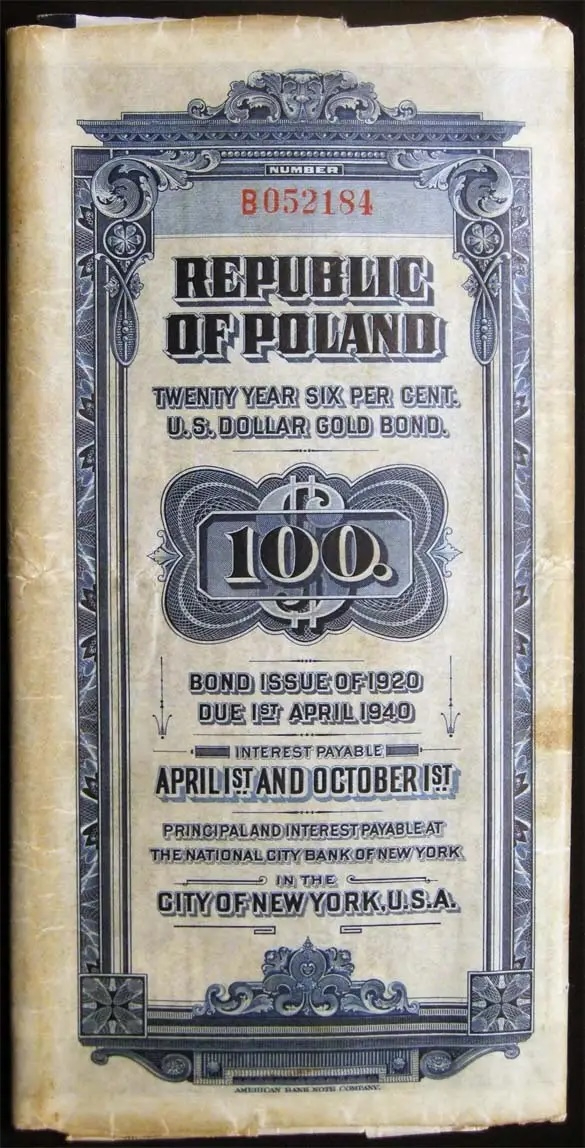 NUMBER
B052184
REPUBLIC
OF POLAND
TWENTY YEAR SIX PER CENT.
U.S. DOLLAR GOLD BOND.
$
100.
BOND ISSUE OF 1920
DUE 1ST APRIL 1940
INTEREST PAYABLE
APRIL 1ST AND OCTOBER 1ST
PRINCIPAL AND INTEREST PAYABLE AT
THE NATIONAL CITY BANK OF NEW YORK
IN THE
CITY OF NEW YORK, U.S.A.
AMERICAN BANK NOTE COMPANY.